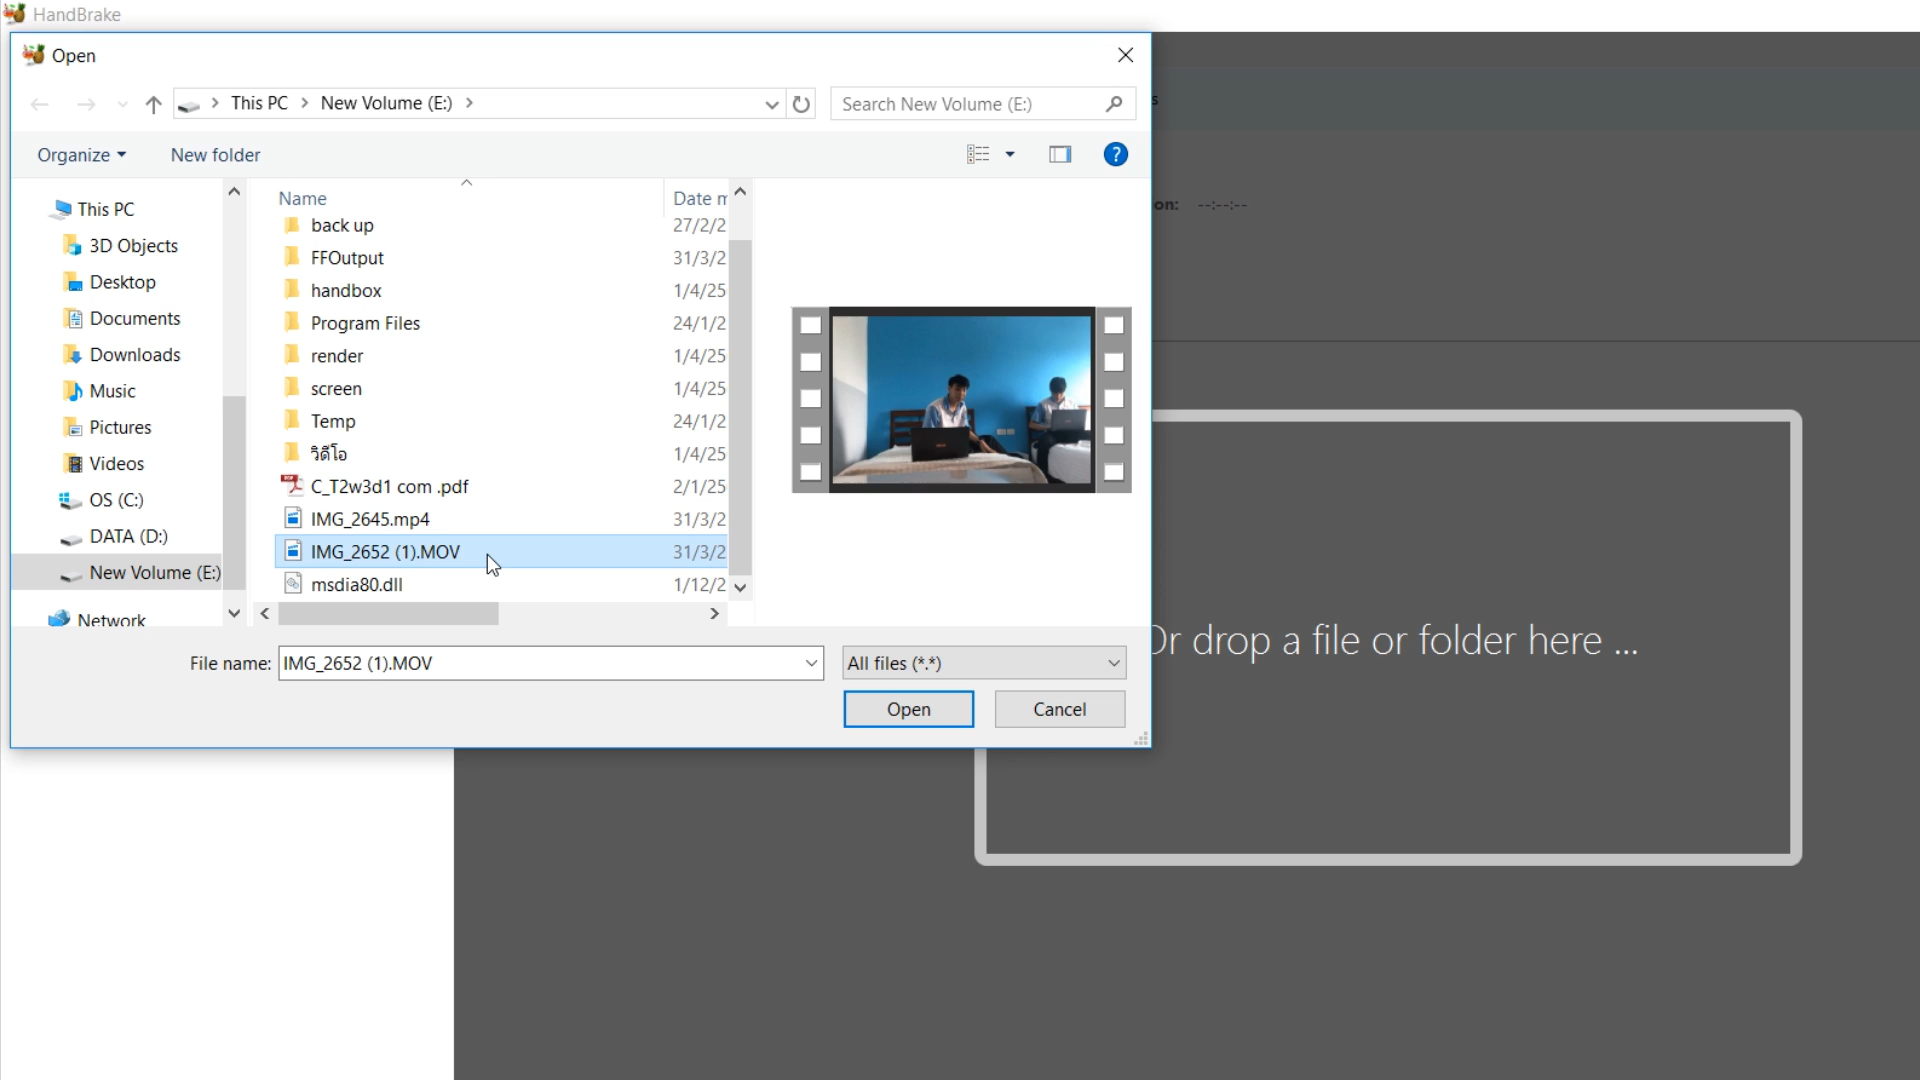 HandBrake
Open
This PC > New Volume (E:) >
Search New Volume (E:)
Organize
New folder
This PC
3D Objects
Desktop
Documents
Downloads
Music
Pictures
Videos
OS (C:)
DATA (D:)
New Volume (E:)
Network
Name Date m
back up 27/2/2
FFOutput 31/3/2
handbox 1/4/25
Program Files 24/1/2
render 1/4/25
screen 1/4/25
Temp 24/1/2
วิดีโอ 1/4/25
C_T2w3d1 com .pdf 2/1/25
IMG_2645.mp4 31/3/2
IMG_2652 (1).MOV 31/3/2
msdia80.dll 1/12/2
File name: IMG_2652 (1).MOV
All files (*.*)
Open
Cancel
s
on: --:--:--
Or drop a file or folder here ...